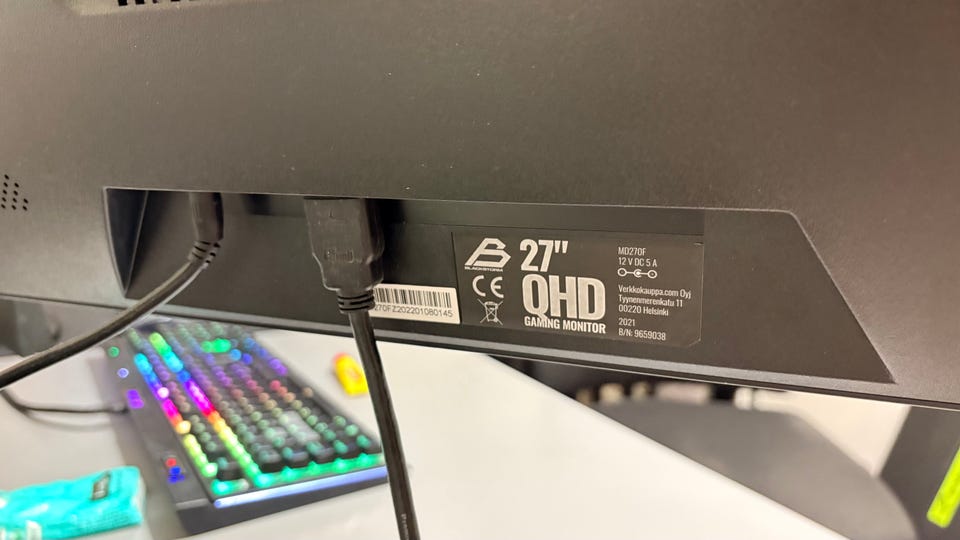 BLACKSTORM
27"
QHD
GAMING MONITOR
MD270F
12 V DC 5 A
Verkkokauppa.com Oyj
Tyynenmerenkatu 11
00220 Helsinki
2021
B/N: 9659038
CE
270FZ202201080145